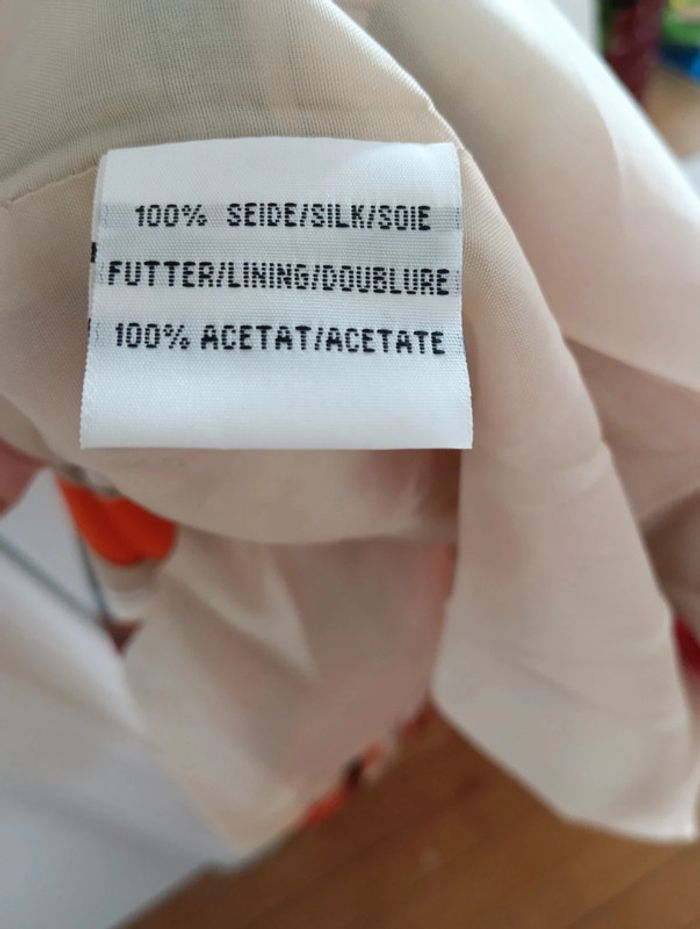 100% SEIDE/SILK/SOIE
FUTTER/LINING/DOUBLURE
100% ACETAT/ACETATE